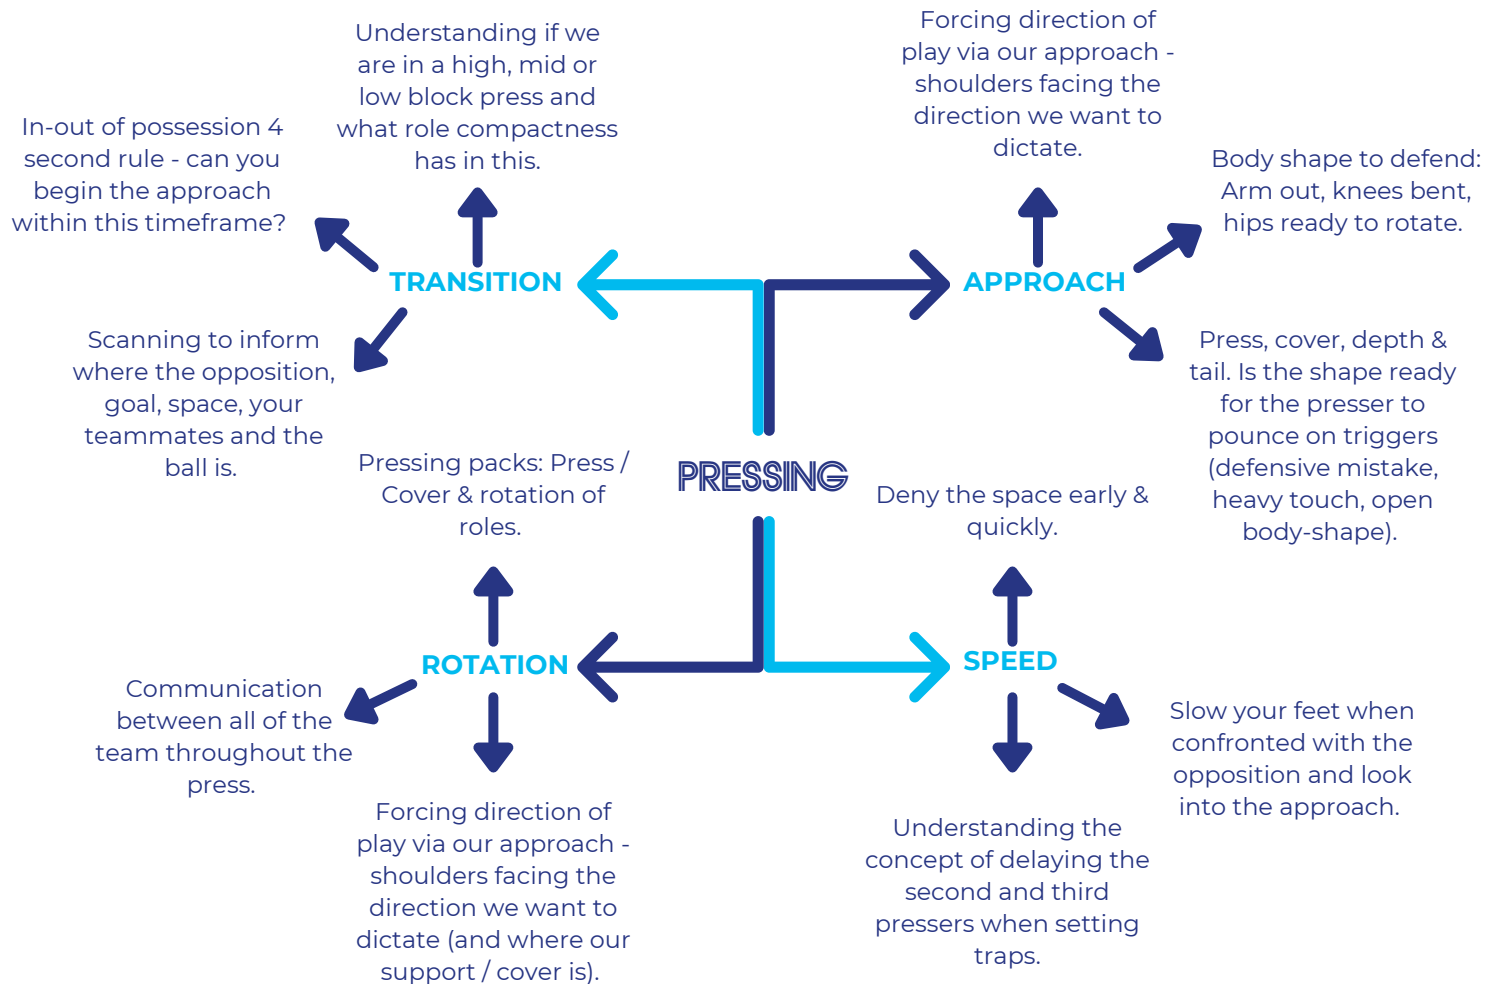 Understanding if we
are in a high, mid or
low block press and
what role compactness
has in this.
Forcing direction of
play via our approach -
shoulders facing the
direction we want to
dictate.
In-out of possession 4
second rule - can you
begin the approach
within this timeframe?
Body shape to defend:
Arm out, knees bent,
hips ready to rotate.
TRANSITION
APPROACH
Scanning to inform
where the opposition,
goal, space, your
teammates and the
ball is.
Press, cover, depth &
tail. Is the shape ready
for the presser to
pounce on triggers
(defensive mistake,
heavy touch, open
body-shape).
Pressing packs: Press /
Cover & rotation of
roles.
PRESSING
Deny the space early &
quickly.
ROTATION
SPEED
Communication
between all of the
team throughout the
press.
Slow your feet when
confronted with the
opposition and look
into the approach.
Forcing direction of
play via our approach -
shoulders facing the
direction we want to
dictate (and where our
support / cover is).
Understanding the
concept of delaying the
second and third
pressers when setting
traps.